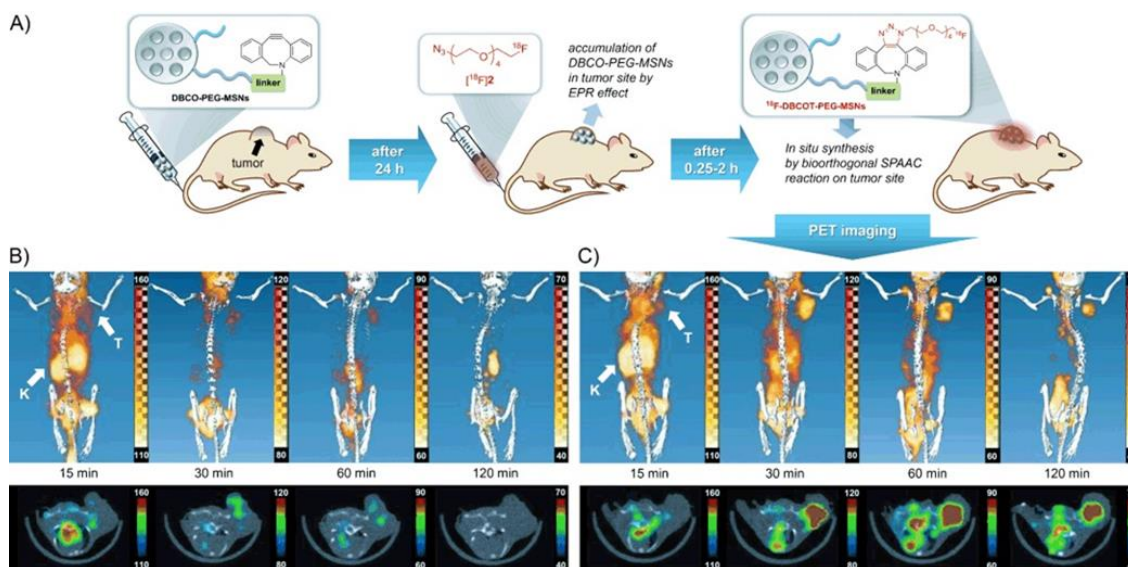 A)
DBCO-PEG-MSNs
N
linker
tumor
after
24 h
N3
O
4
18F
[18F]2
accumulation of
DBCO-PEG-MSNs
in tumor site by
EPR effect
after
0.25-2 h
N
N
N
O
4
18F
N
linker
18F-DBCOT-PEG-MSNs
In situ synthesis
by bioorthogonal SPAAC
reaction on tumor site
PET imaging
B)
T
K
160
110
120
80
90
60
70
40
15 min
30 min
60 min
120 min
160
110
120
80
90
60
70
40
C)
T
K
160
110
120
80
90
60
15 min
30 min
60 min
120 min
160
110
120
80
90
60